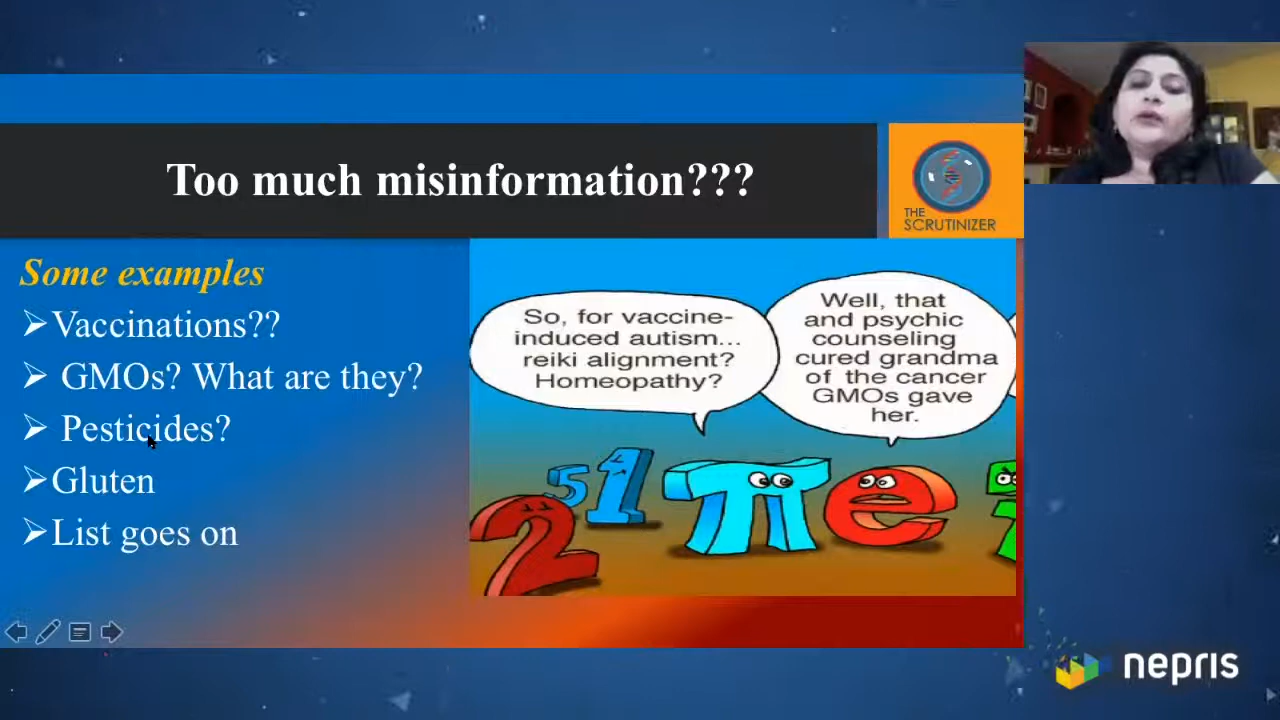 Too much misinformation???
THE
SCRUTINIZER
Some examples
Vaccinations??
GMOs? What are they?
Pesticides?
Gluten
List goes on
So, for vaccine-
induced autism...
reiki alignment?
Homeopathy?
Well, that
and psychic
counseling
cured grandma
of the cancer
GMOs gave
her.
51
2
π
e
nepris